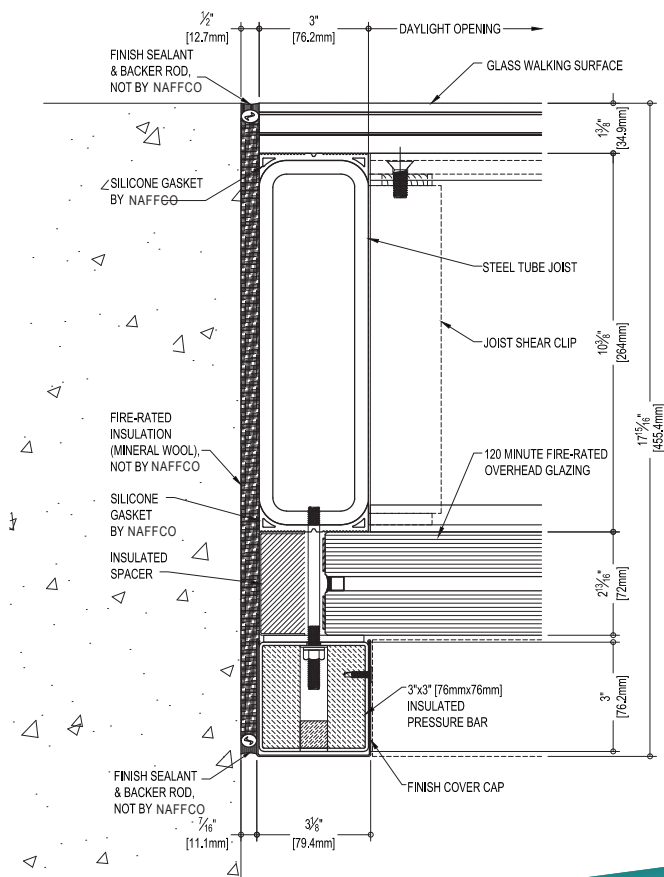 ½"
[12.7mm]
3"
[76.2mm]
DAYLIGHT OPENING
FINISH SEALANT
& BACKER ROD,
NOT BY NAFFCO
GLASS WALKING SURFACE
1⅜"
[34.9mm]
SILICONE GASKET
BY NAFFCO
STEEL TUBE JOIST
JOIST SHEAR CLIP
10⅜"
[264mm]
17¹⁵⁄₁₆"
[455.4mm]
FIRE-RATED
INSULATION
(MINERAL WOOL),
NOT BY NAFFCO
120 MINUTE FIRE-RATED
OVERHEAD GLAZING
SILICONE
GASKET
BY NAFFCO
INSULATED
SPACER
2¹³⁄₁₆"
[72mm]
3"x3" [76mmx76mm]
INSULATED
PRESSURE BAR
3"
[76.2mm]
FINISH SEALANT
& BACKER ROD,
NOT BY NAFFCO
FINISH COVER CAP
⁷⁄₁₆"
[11.1mm]
3⅛"
[79.4mm]